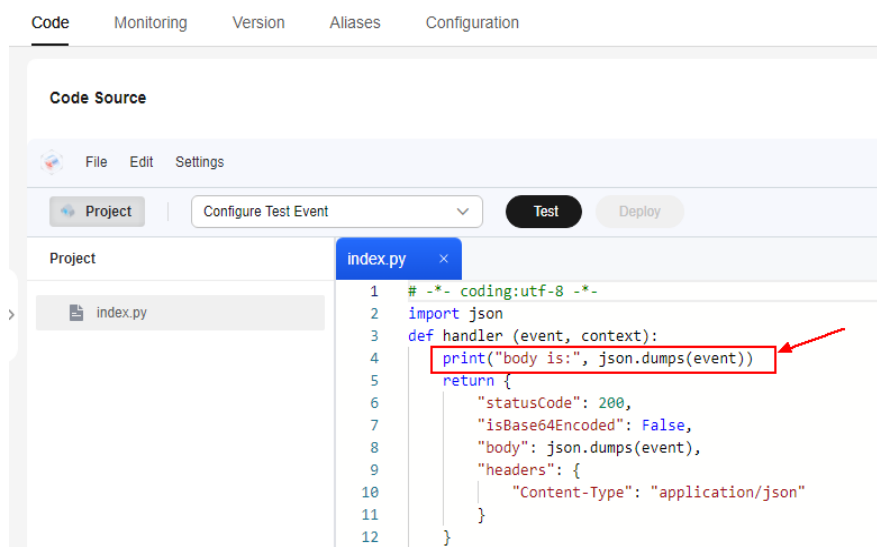 Code Monitoring Version Aliases Configuration
Code Source
File Edit Settings
Project Configure Test Event Test Deploy
Project
index.py
index.py ×
1 # -*- coding:utf-8 -*-
2 import json
3 def handler (event, context):
4 print("body is:", json.dumps(event))
5 return {
6 "statusCode": 200,
7 "isBase64Encoded": False,
8 "body": json.dumps(event),
9 "headers": {
10 "Content-Type": "application/json"
11 }
12 }